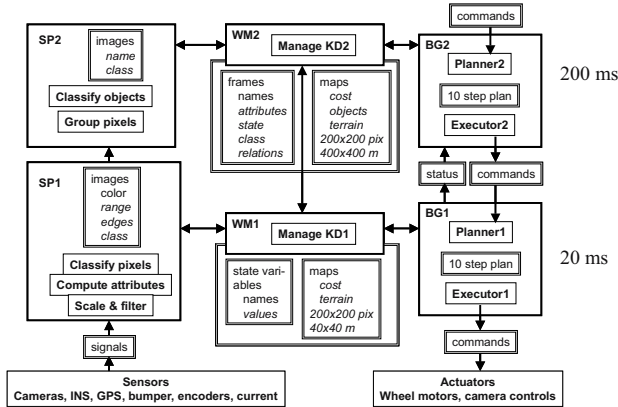 commands
SP2
images
name
class
Classify objects
Group pixels
WM2
Manage KD2
frames
names
attributes
state
class
relations
maps
cost
objects
terrain
200x200 pix
400x400 m
BG2
Planner2
10 step plan
Executor2
200 ms
status
commands
SP1
images
color
range
edges
class
Classify pixels
Compute attributes
Scale & filter
WM1
Manage KD1
state vari-
ables
names
values
maps
cost
terrain
200x200 pix
40x40 m
BG1
Planner1
10 step plan
Executor1
20 ms
signals
commands
Sensors
Cameras, INS, GPS, bumper, encoders, current
Actuators
Wheel motors, camera controls